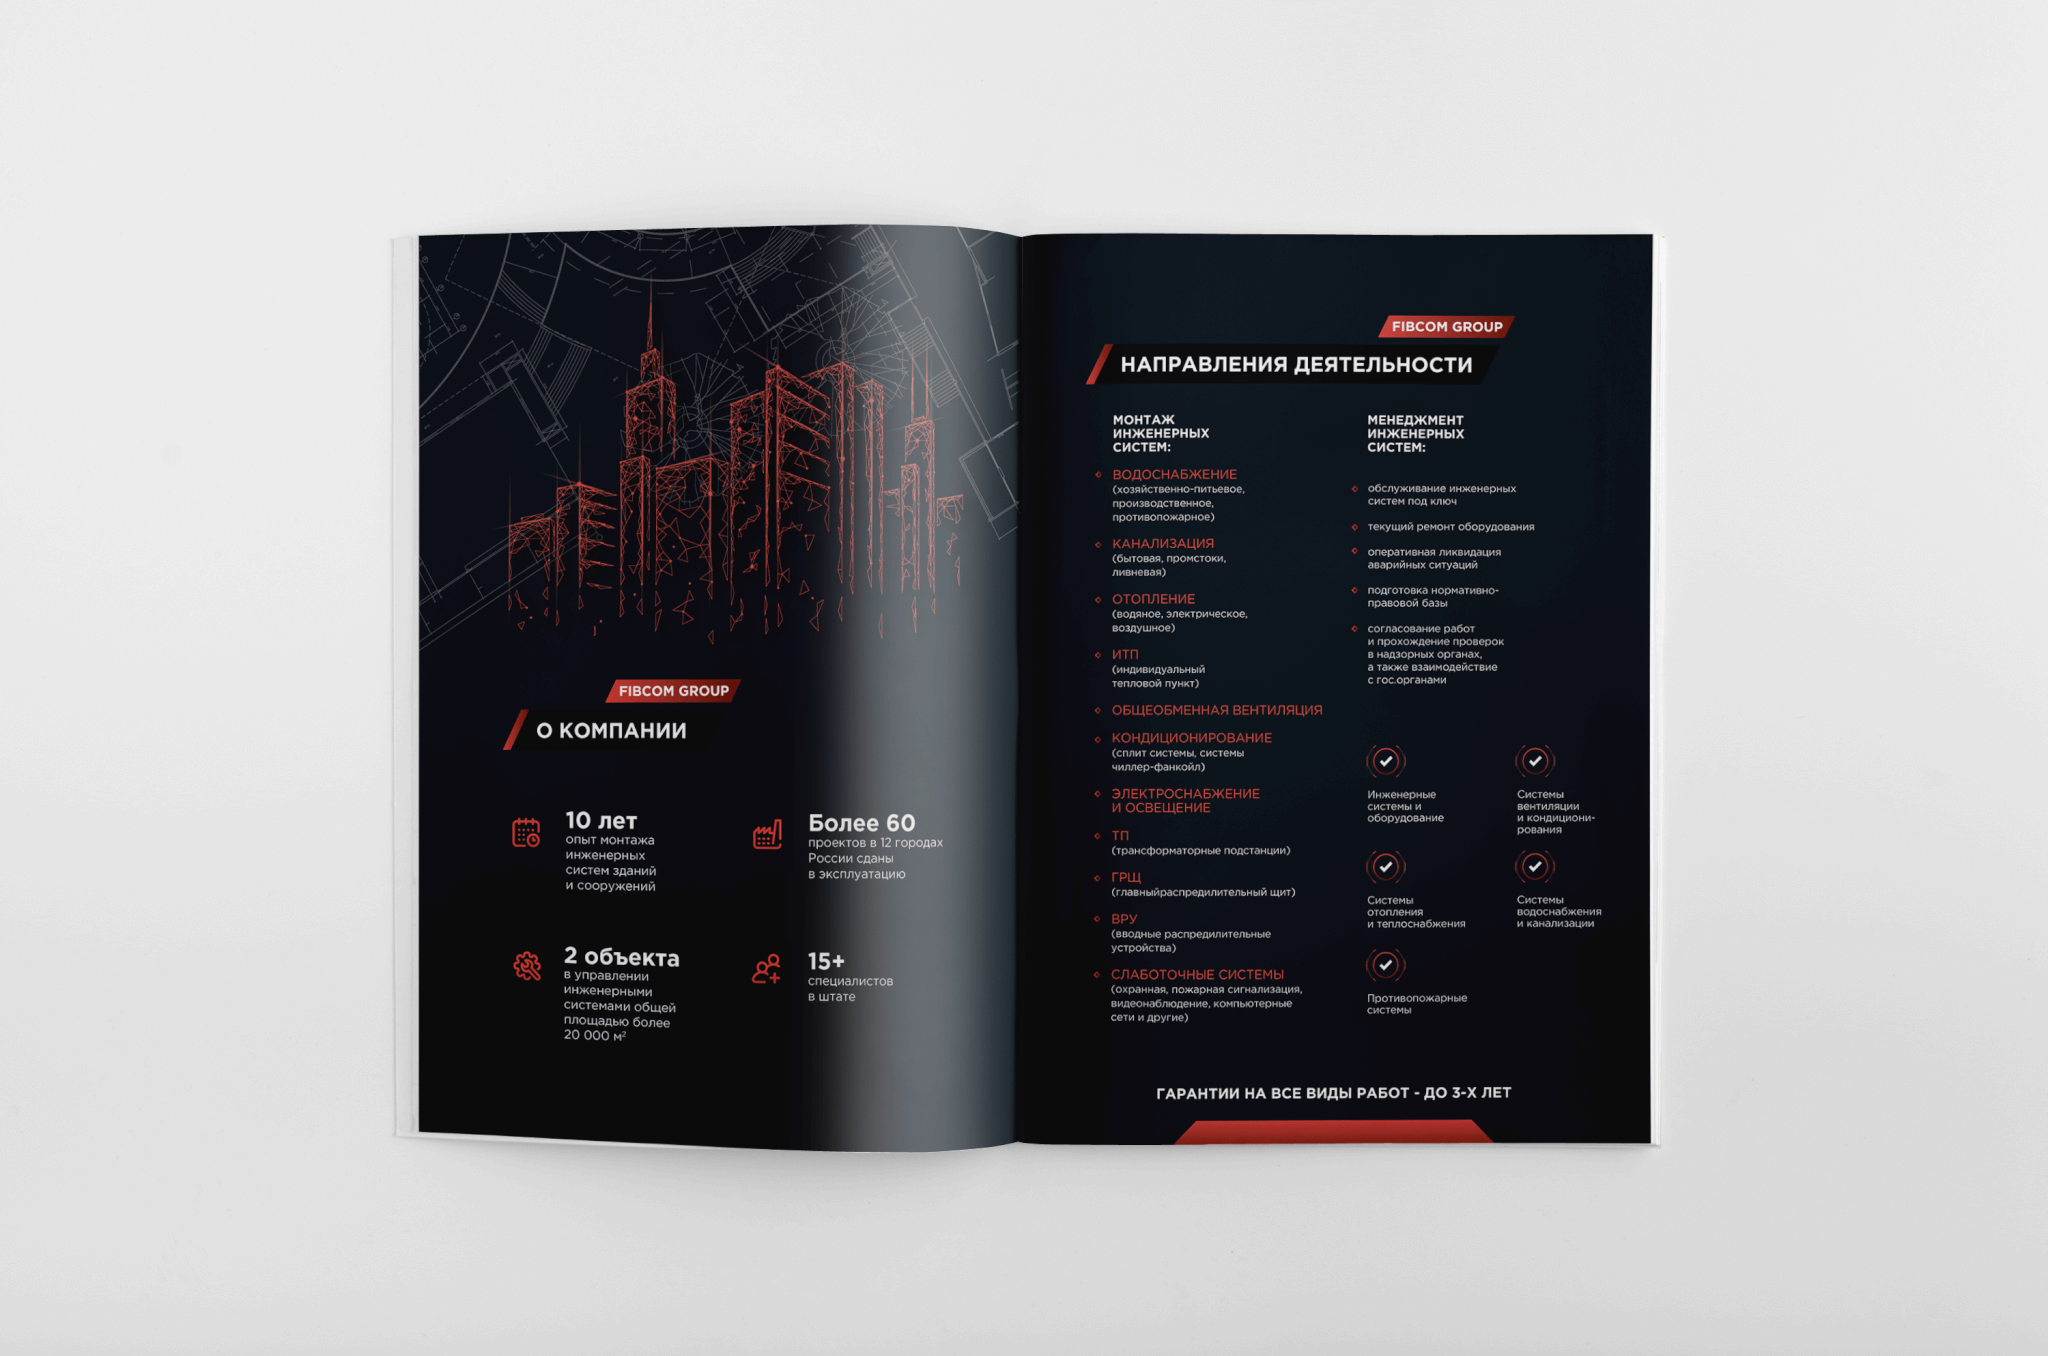 FIBCOM GROUP
О КОМПАНИИ
10 лет
опыт монтажа
инженерных
систем зданий
и сооружений
Более 60
проектов в 12 городах
России сданы
в эксплуатацию
2 объекта
в управлении
инженерными
системами общей
площадью более
20 000 м²
15+
специалистов
в штате
FIBCOM GROUP
НАПРАВЛЕНИЯ ДЕЯТЕЛЬНОСТИ
МОНТАЖ
ИНЖЕНЕРНЫХ
СИСТЕМ:
ВОДОСНАБЖЕНИЕ
(хозяйственно-питьевое,
производственное,
противопожарное)
КАНАЛИЗАЦИЯ
(бытовая, промстоки,
ливневая)
ОТОПЛЕНИЕ
(водяное, электрическое,
воздушное)
ИТП
(индивидуальный
тепловой пункт)
ОБЩЕОБМЕННАЯ ВЕНТИЛЯЦИЯ
КОНДИЦИОНИРОВАНИЕ
(сплит системы, системы
чиллер-фанкойл)
ЭЛЕКТРОСНАБЖЕНИЕ
И ОСВЕЩЕНИЕ
ТП
(трансформаторные подстанции)
ГРЩ
(главныйраспредилительный щит)
ВРУ
(вводные распредилительные
устройства)
СЛАБОТОЧНЫЕ СИСТЕМЫ
(охранная, пожарная сигнализация,
видеонаблюдение, компьютерные
сети и другие)
МЕНЕДЖМЕНТ
ИНЖЕНЕРНЫХ
СИСТЕМ:
обслуживание инженерных
систем под ключ
текущий ремонт оборудования
оперативная ликвидация
аварийных ситуаций
подготовка нормативно-
правовой базы
согласование работ
и прохождение проверок
в надзорных органах,
а также взаимодействие
с гос.органами
Инженерные
системы и
оборудование
Системы
вентиляции
и кондициони-
рования
Системы
отопления
и теплоснабжения
Системы
водоснабжения
и канализации
Противопожарные
системы
ГАРАНТИИ НА ВСЕ ВИДЫ РАБОТ - ДО 3-Х ЛЕТ